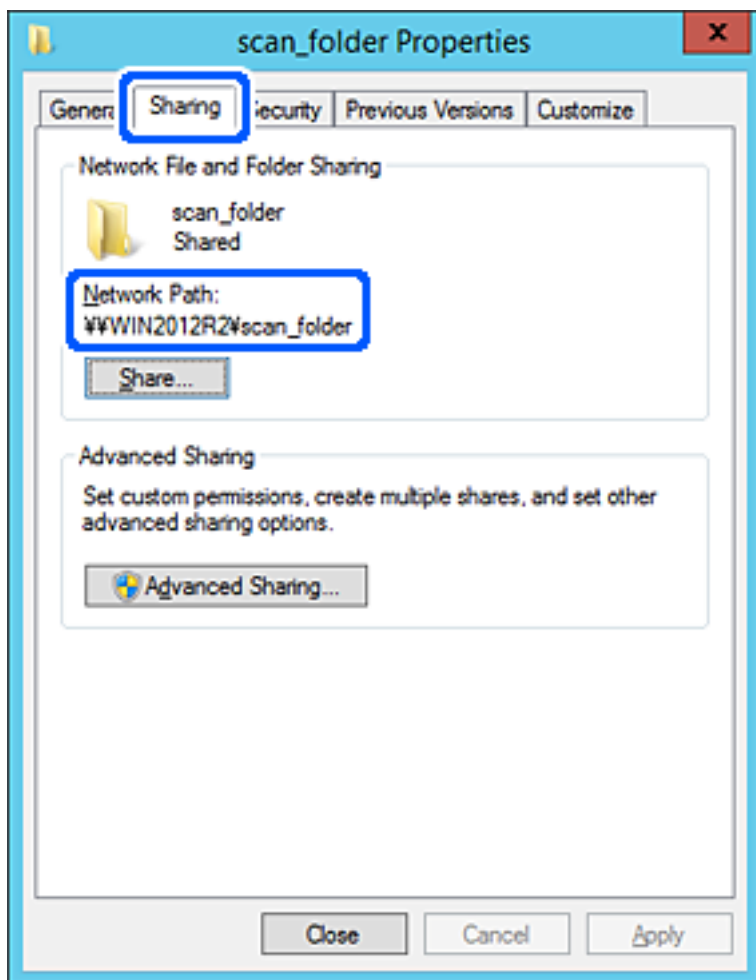 scan_folder Properties
x
Genera Sharing ecurity Previous Versions Customize
Network File and Folder Sharing
scan_folder
Shared
Network Path:
¥¥WIN2012R2¥scan_folder
Share...
Advanced Sharing
Set custom permissions, create multiple shares, and set other
advanced sharing options.
Advanced Sharing...
Close Cancel Apply